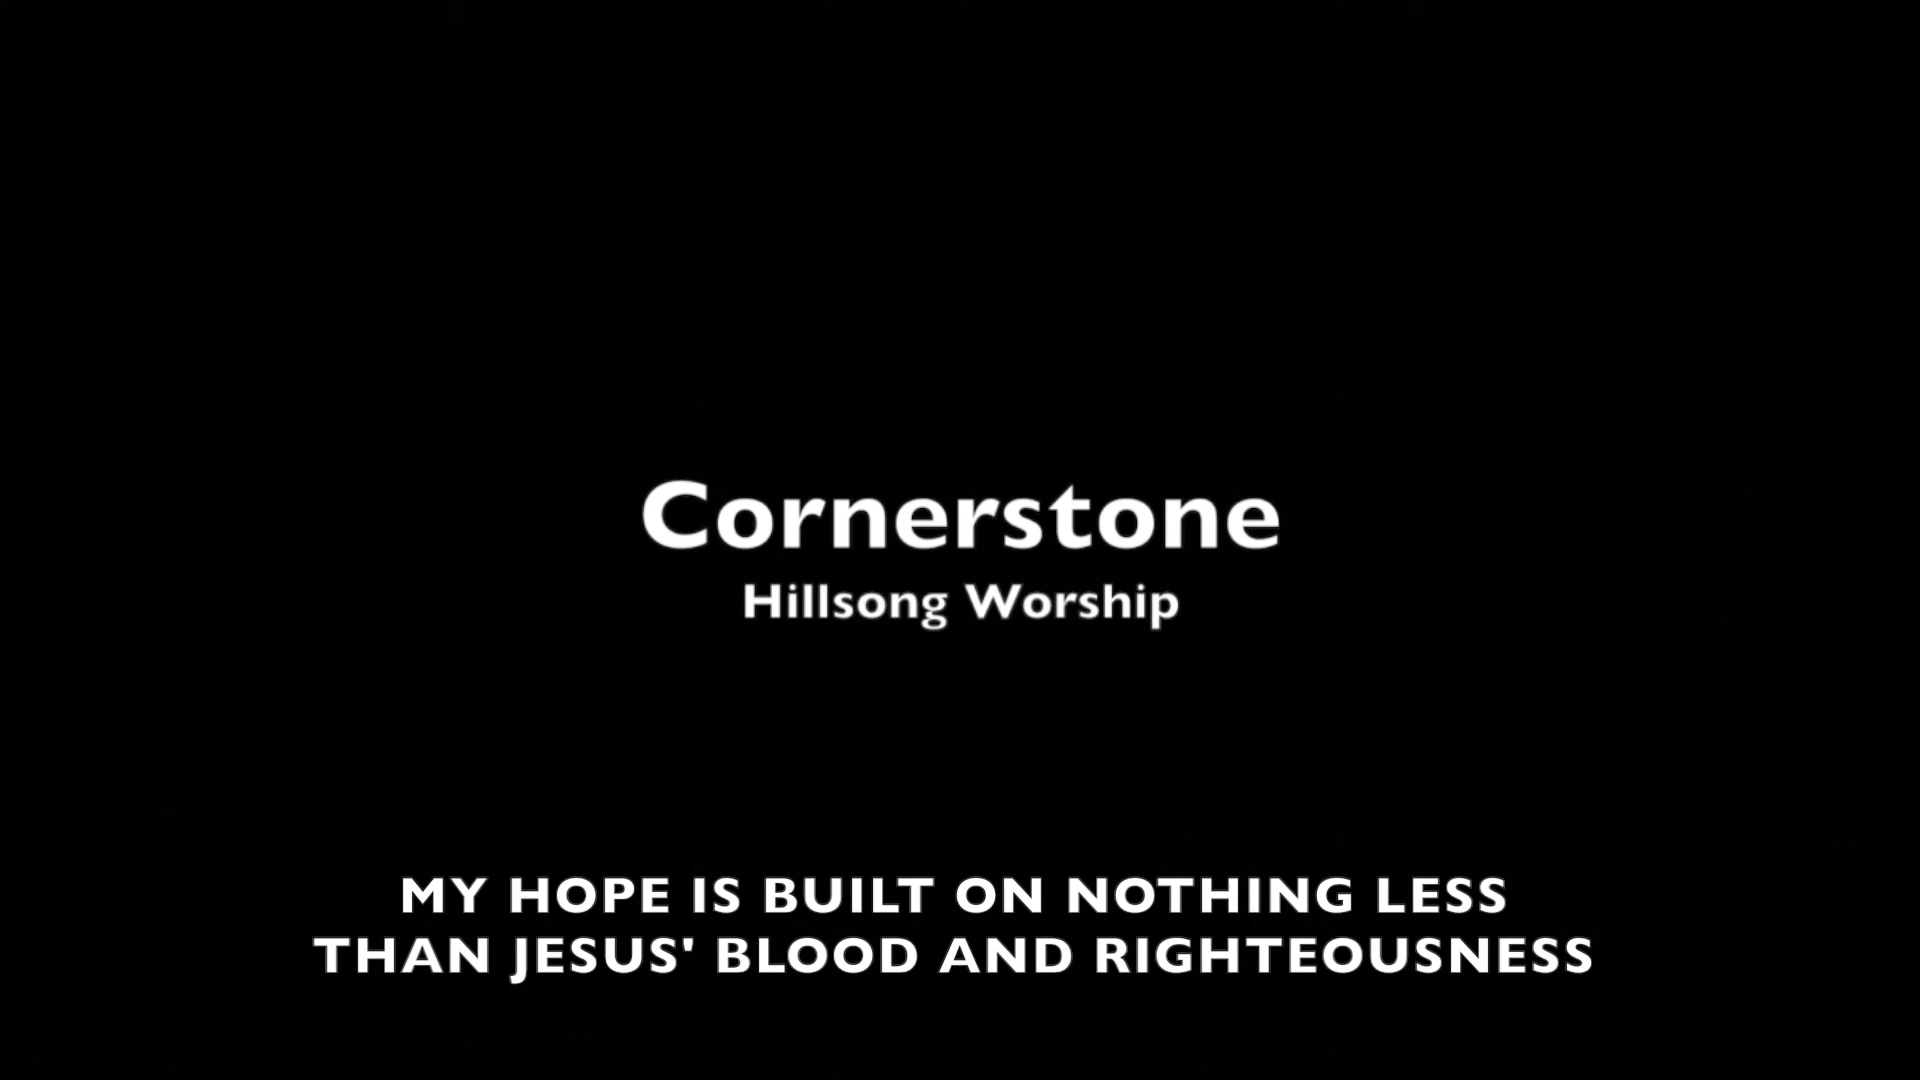 Cornerstone
Hillsong Worship
MY HOPE IS BUILT ON NOTHING LESS
THAN JESUS' BLOOD AND RIGHTEOUSNESS